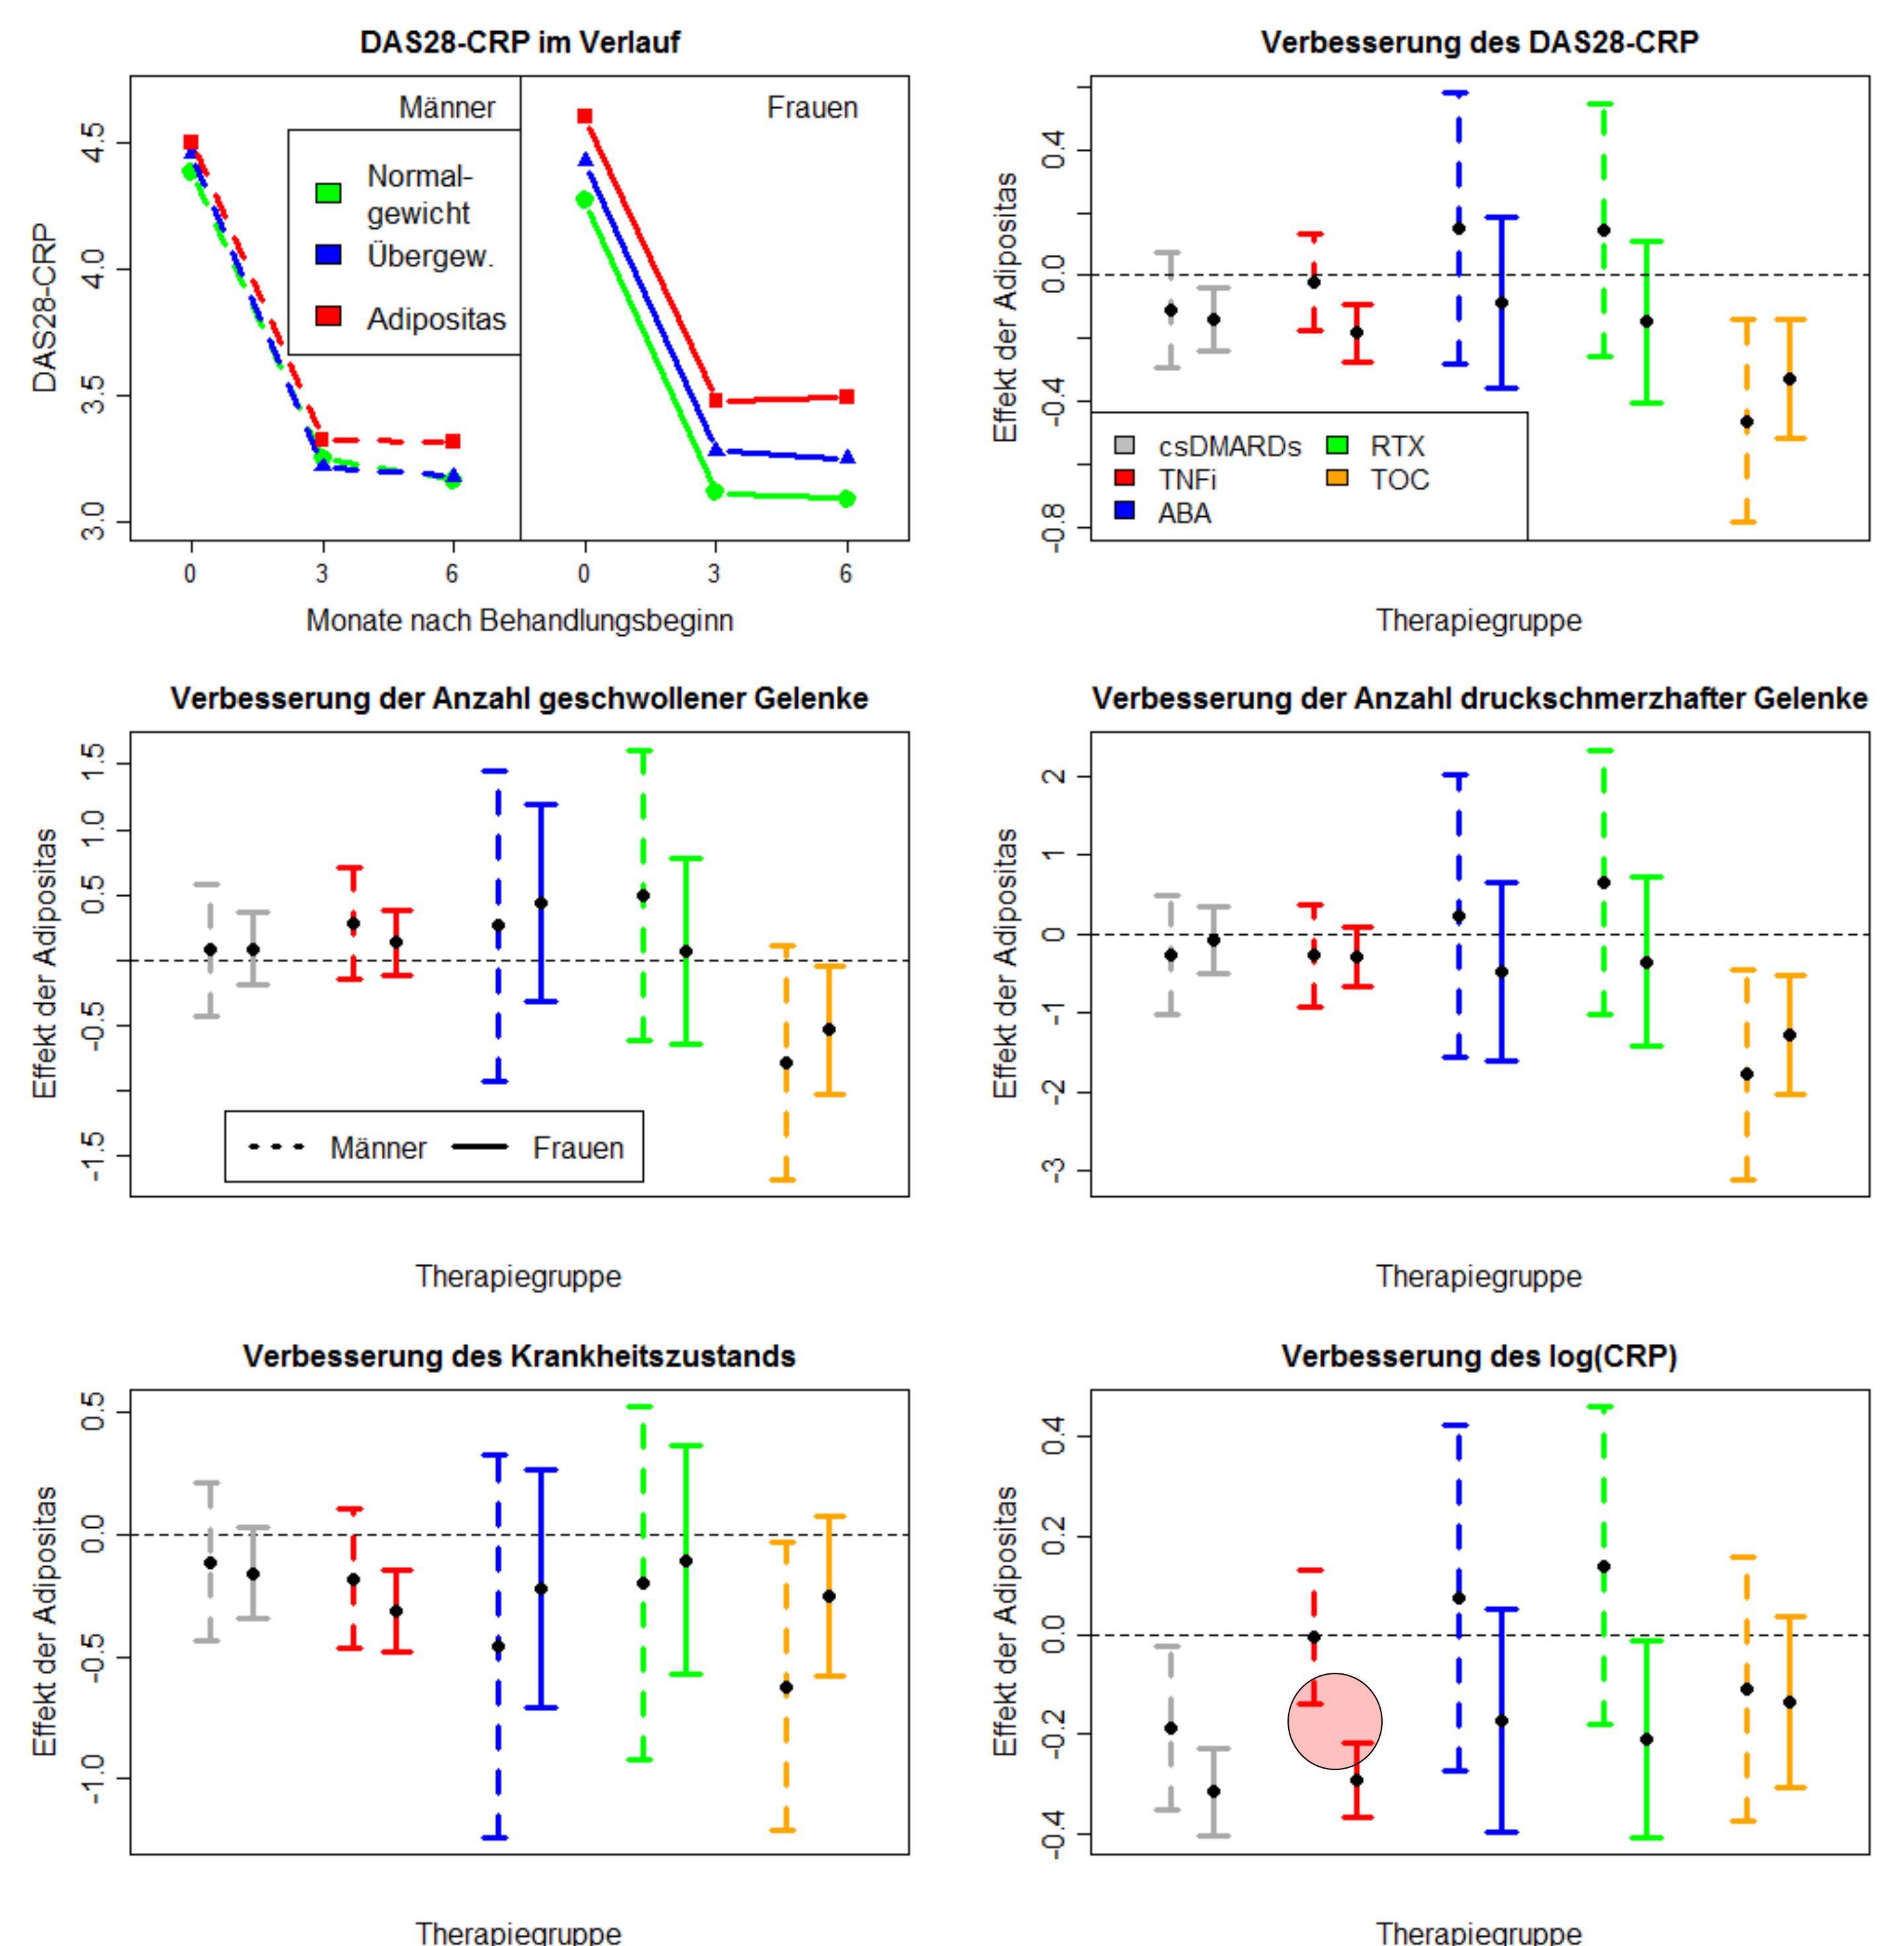 DAS28-CRP im Verlauf
DAS28-CRP
4.5
4.0
3.5
3.0
Männer
Frauen
Normal-
gewicht
Übergew.
Adipositas
0 3 6 0 3 6
Monate nach Behandlungsbeginn
Verbesserung des DAS28-CRP
Effekt der Adipositas
0.4
0.0
-0.4
-0.8
csDMARDs RTX
TNFi TOC
ABA
Therapiegruppe
Verbesserung der Anzahl geschwollener Gelenke
Effekt der Adipositas
1.5
1.0
0.5
-0.5
-1.5
Männer Frauen
Therapiegruppe
Verbesserung der Anzahl druckschmerzhafter Gelenke
Effekt der Adipositas
2
1
0
-1
-2
-3
Therapiegruppe
Verbesserung des Krankheitszustands
Effekt der Adipositas
0.5
0.0
-0.5
-1.0
Therapiegruppe
Verbesserung des log(CRP)
Effekt der Adipositas
0.4
0.2
0.0
-0.2
-0.4
Therapiegruppe